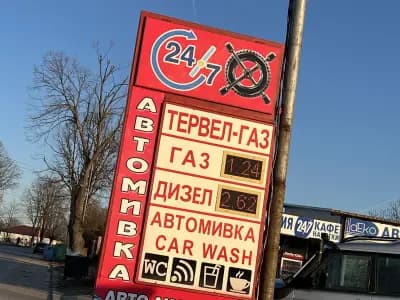 24/7
АВТОМИВКА
ТЕРВЕЛ-ГАЗ
ГАЗ 1.24
ДИЗЕЛ 2.62
АВТОМИВКА
CAR WASH
WC
24/7 КАФЕ